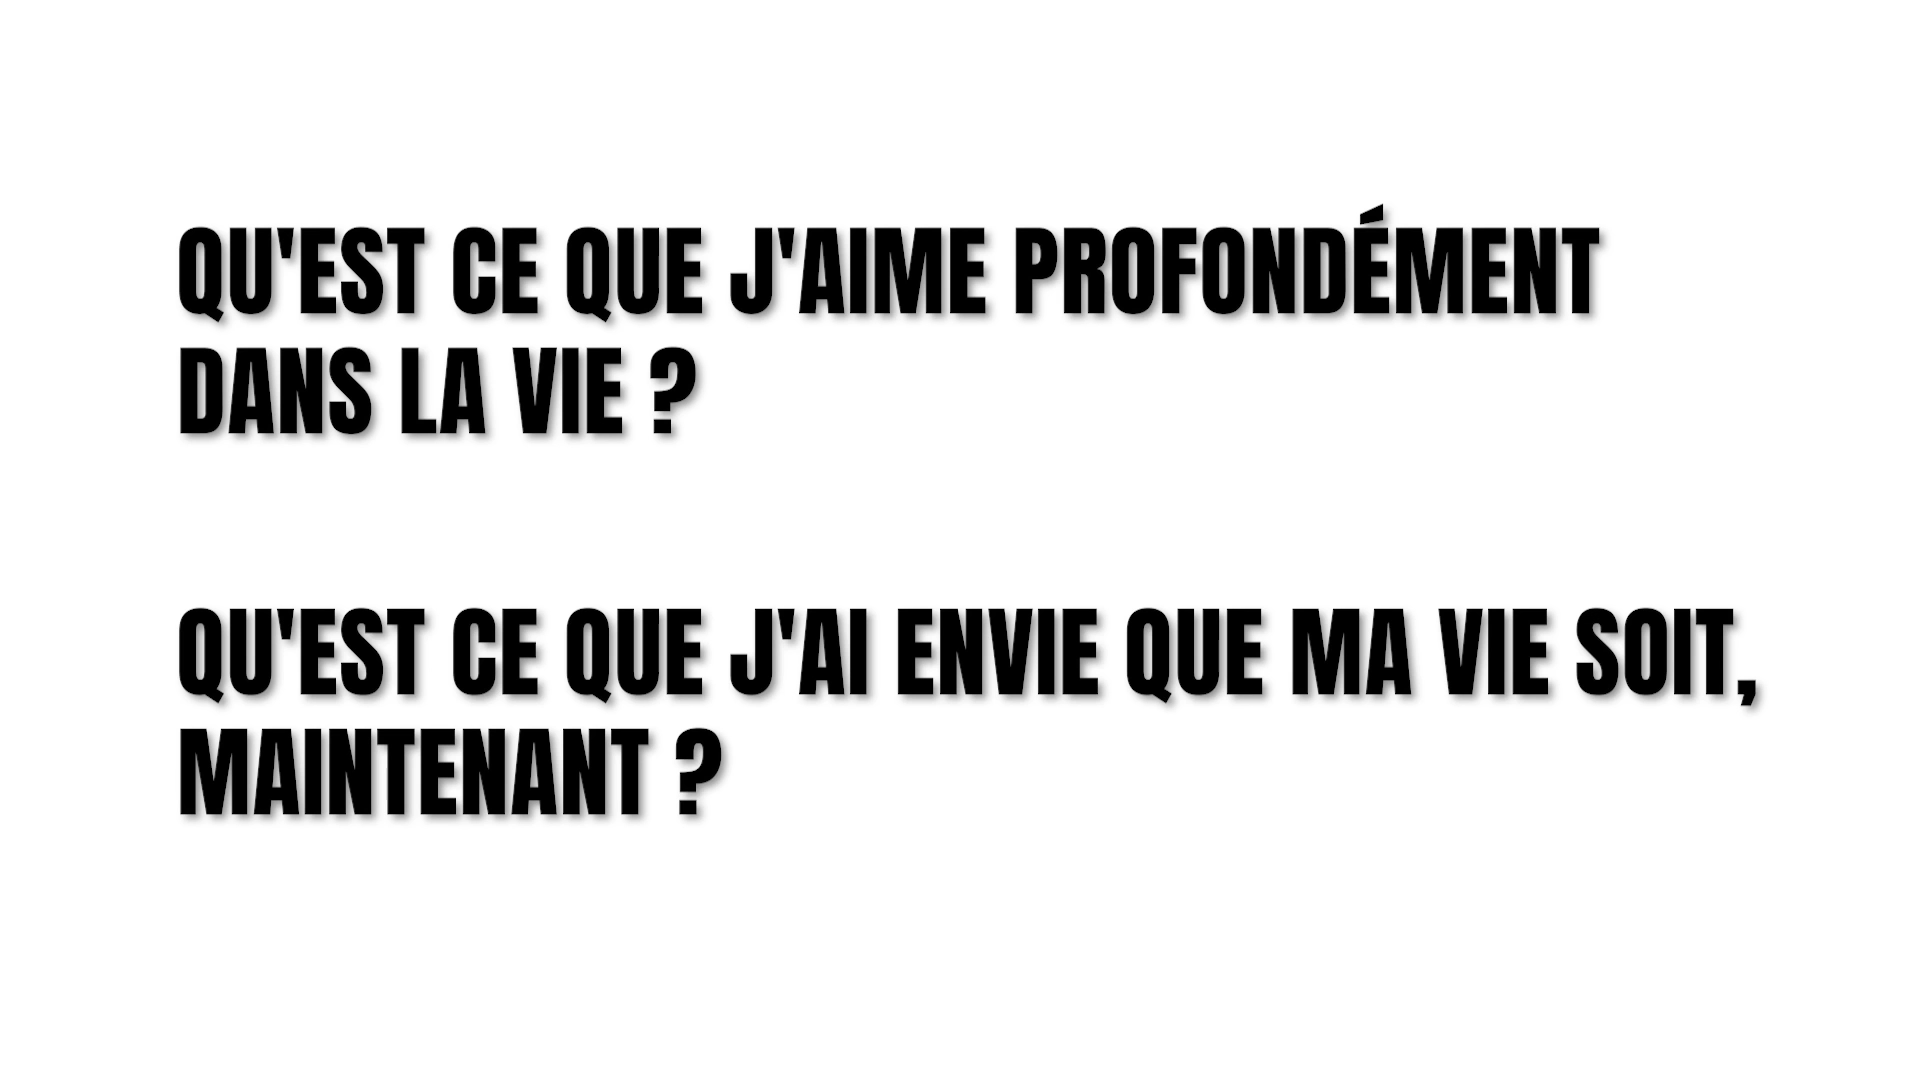 QU'EST CE QUE J'AIME PROFONDÉMENT
DANS LA VIE ?
QU'EST CE QUE J'AI ENVIE QUE MA VIE SOIT,
MAINTENANT ?